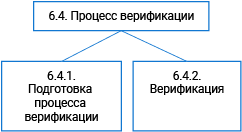 6.4. Процесс верификации
6.4.1.
Подготовка
процесса
верификации
6.4.2.
Верификация